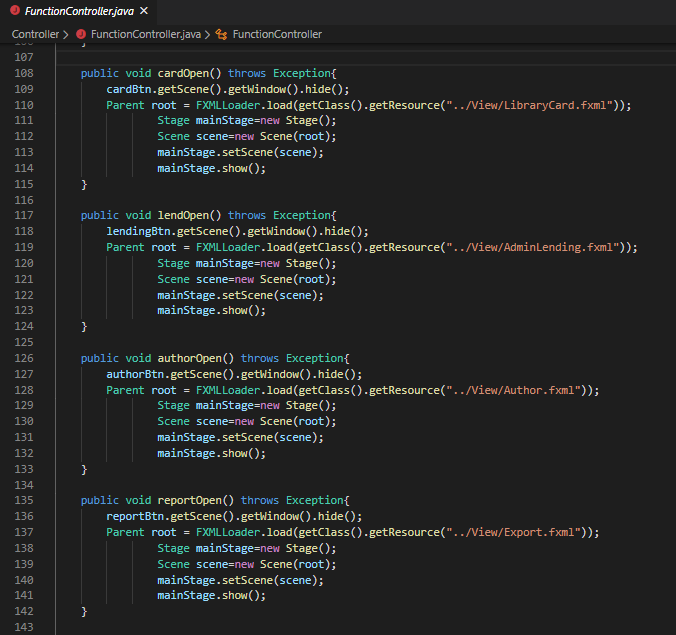 FunctionController.java ×
Controller > FunctionController.java > FunctionController
106 }
107
108 public void cardOpen() throws Exception{
109 cardBtn.getScene().getWindow().hide();
110 Parent root = FXMLLoader.load(getClass().getResource("../View/LibraryCard.fxml"));
111 Stage mainStage=new Stage();
112 Scene scene=new Scene(root);
113 mainStage.setScene(scene);
114 mainStage.show();
115 }
116
117 public void lendOpen() throws Exception{
118 lendingBtn.getScene().getWindow().hide();
119 Parent root = FXMLLoader.load(getClass().getResource("../View/AdminLending.fxml"));
120 Stage mainStage=new Stage();
121 Scene scene=new Scene(root);
122 mainStage.setScene(scene);
123 mainStage.show();
124 }
125
126 public void authorOpen() throws Exception{
127 authorBtn.getScene().getWindow().hide();
128 Parent root = FXMLLoader.load(getClass().getResource("../View/Author.fxml"));
129 Stage mainStage=new Stage();
130 Scene scene=new Scene(root);
131 mainStage.setScene(scene);
132 mainStage.show();
133 }
134
135 public void reportOpen() throws Exception{
136 reportBtn.getScene().getWindow().hide();
137 Parent root = FXMLLoader.load(getClass().getResource("../View/Export.fxml"));
138 Stage mainStage=new Stage();
139 Scene scene=new Scene(root);
140 mainStage.setScene(scene);
141 mainStage.show();
142 }
143